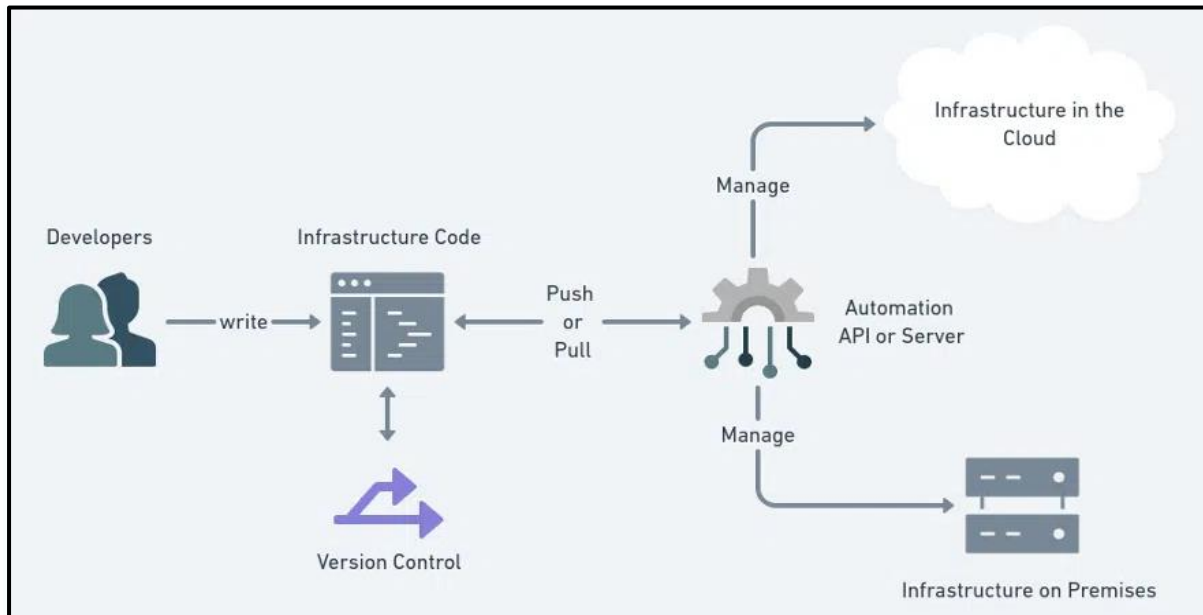 Developers
write
Infrastructure Code
Version Control
Push
or
Pull
Automation
API or Server
Manage
Infrastructure in the
Cloud
Manage
Infrastructure on Premises